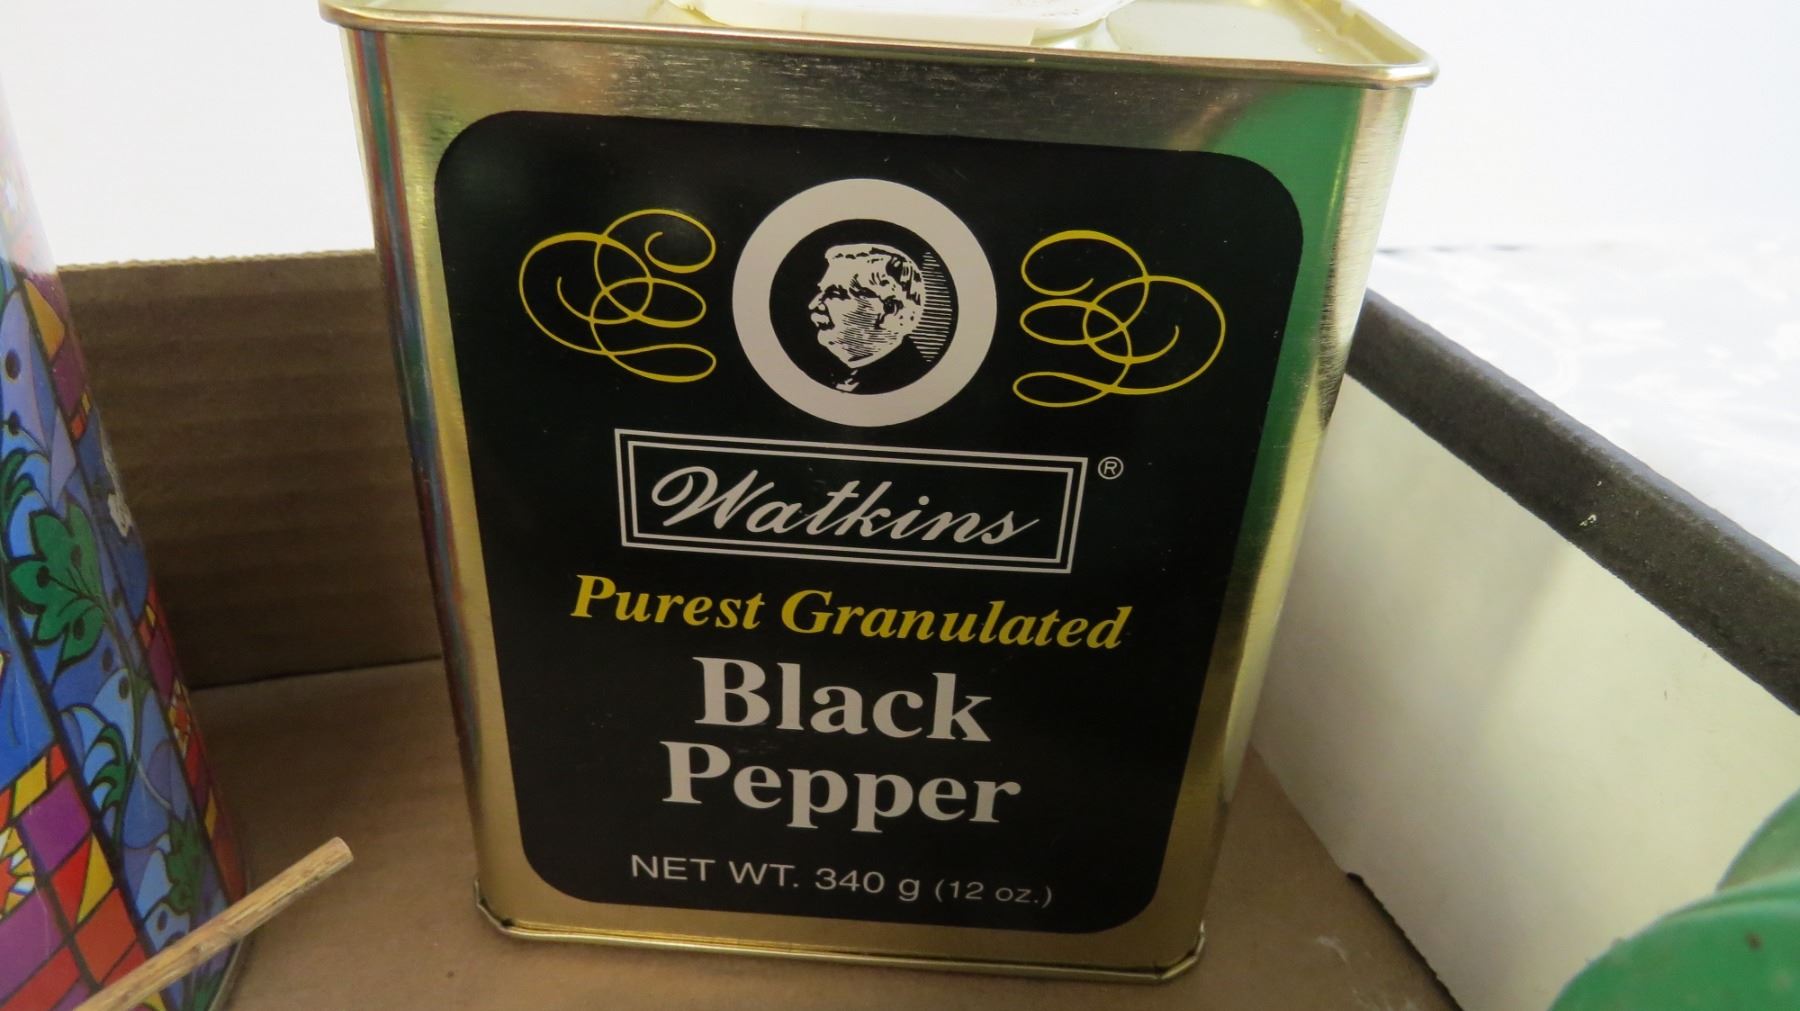 Watkins®
Purest Granulated
Black
Pepper
NET WT. 340 g (12 oz.)